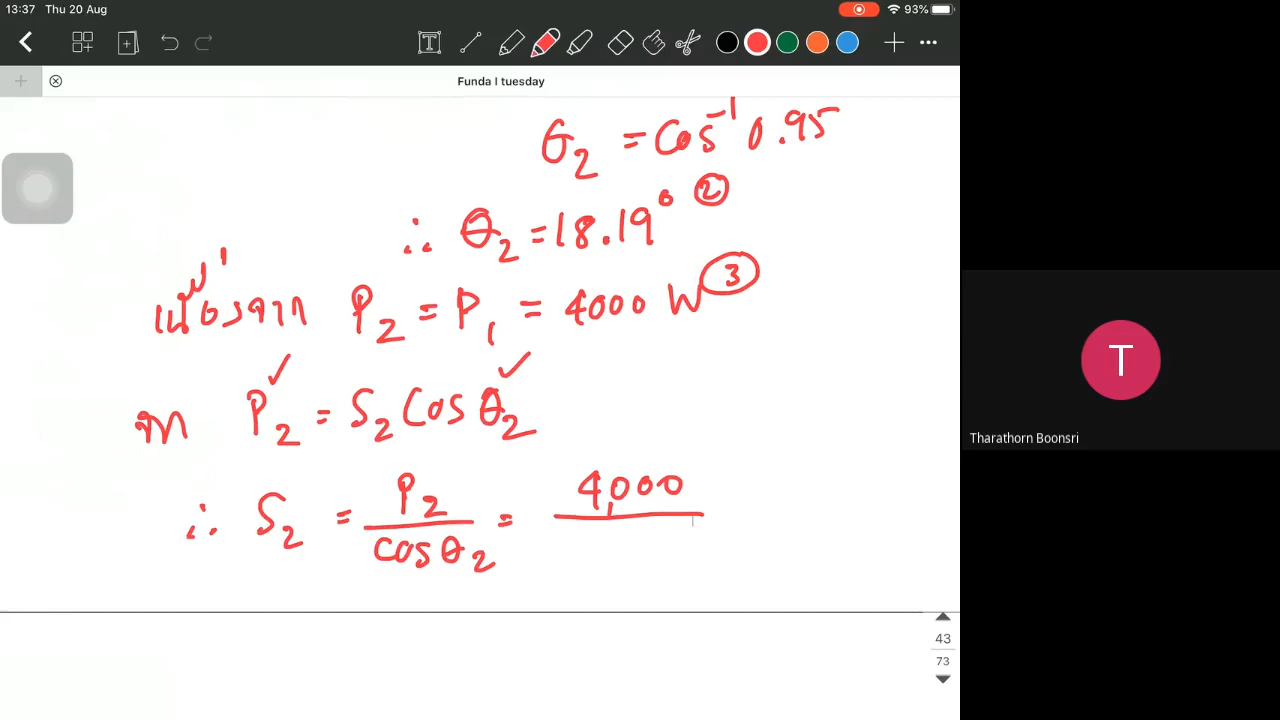 13:37 Thu 20 Aug
93%
Funda I tuesday
θ₂ = Cos⁻¹ 0.95
∴ θ₂ = 18.19° ②
เนื่องจาก P₂ = P₁ = 4000 W ③
จาก P₂ ✓ = S₂ Cos θ₂ ✓
∴ S₂ = P₂ / cos θ₂ = 4,000
43
73
T
Tharathorn Boonsri